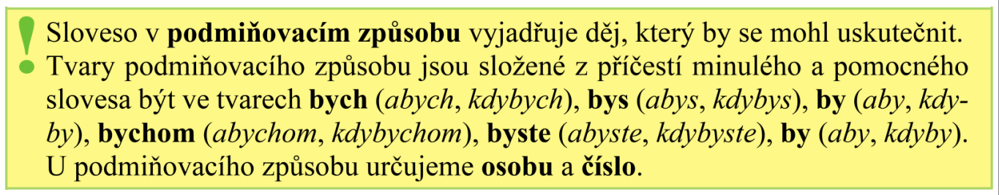 ! Sloveso v podmiňovacím způsobu vyjadřuje děj, který by se mohl uskutečnit.
Tvary podmiňovacího způsobu jsou složené z příčestí minulého a pomocného
slovesa být ve tvarech bych (abych, kdybych), bys (abys, kdybys), by (aby, kdy-
by), bychom (abychom, kdybychom), byste (abyste, kdybyste), by (aby, kdyby).
U podmiňovacího způsobu určujeme osobu a číslo.